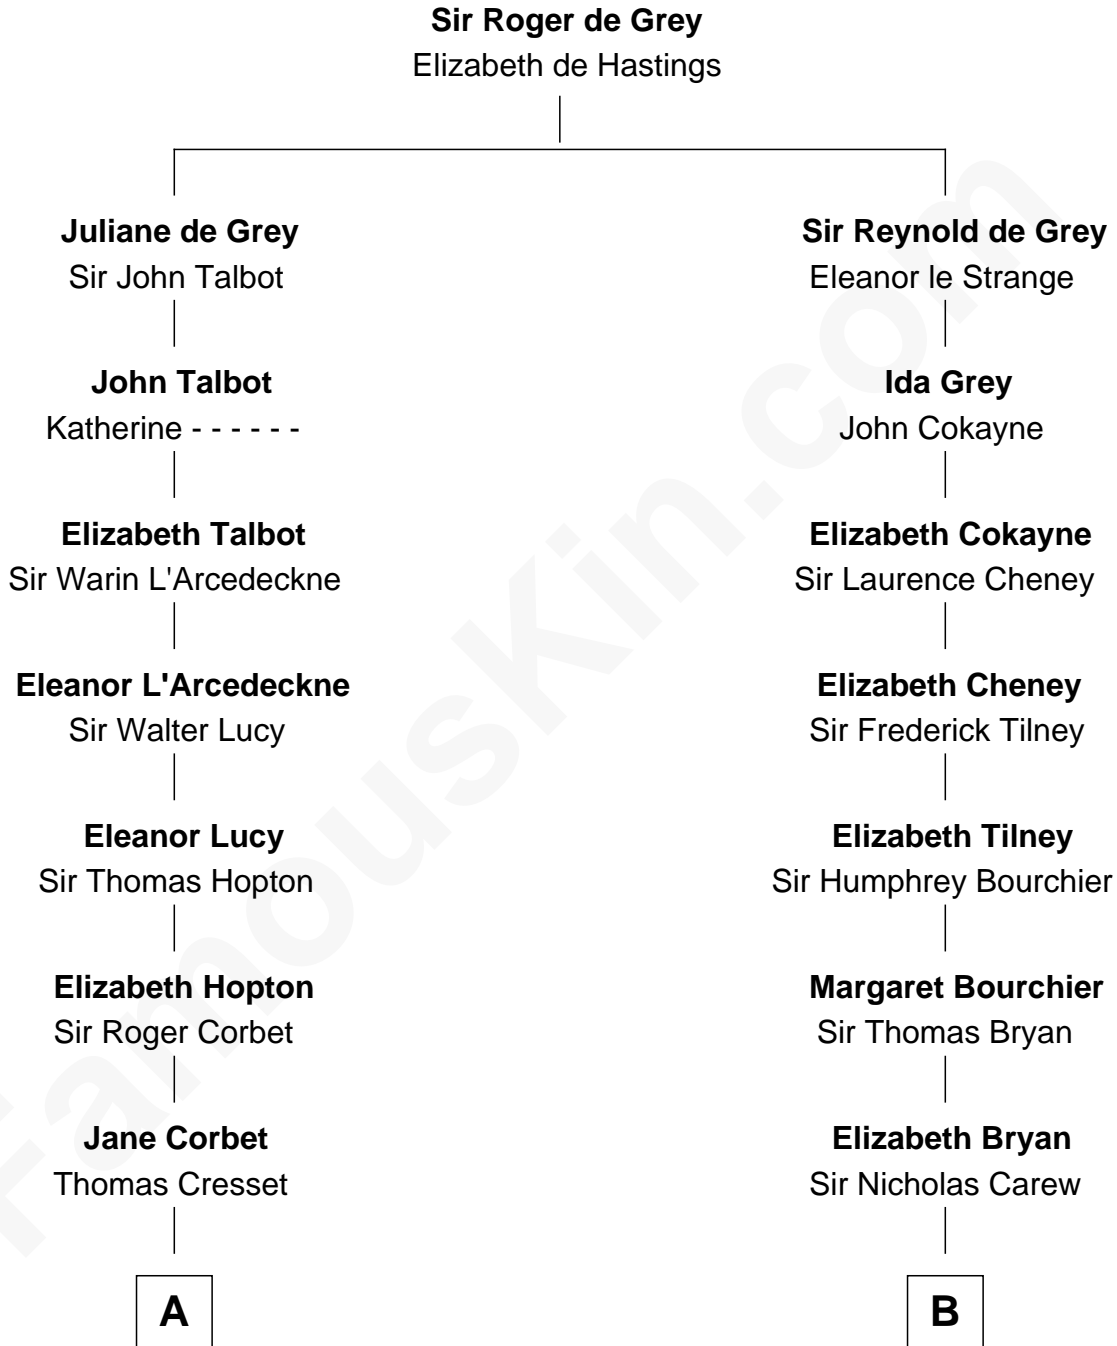 Sir Roger de Grey
Elizabeth de Hastings
Juliane de Grey
Sir John Talbot
John Talbot
Katherine - - - - - -
Elizabeth Talbot
Sir Warin L'Arcedeckne
Eleanor L'Arcedeckne
Sir Walter Lucy
Eleanor Lucy
Sir Thomas Hopton
Elizabeth Hopton
Sir Roger Corbet
Jane Corbet
Thomas Cresset
A
Sir Reynold de Grey
Eleanor le Strange
Ida Grey
John Cokayne
Elizabeth Cokayne
Sir Laurence Cheney
Elizabeth Cheney
Sir Frederick Tilney
Elizabeth Tilney
Sir Humphrey Bourchier
Margaret Bourchier
Sir Thomas Bryan
Elizabeth Bryan
Sir Nicholas Carew
B
FamousKin.com